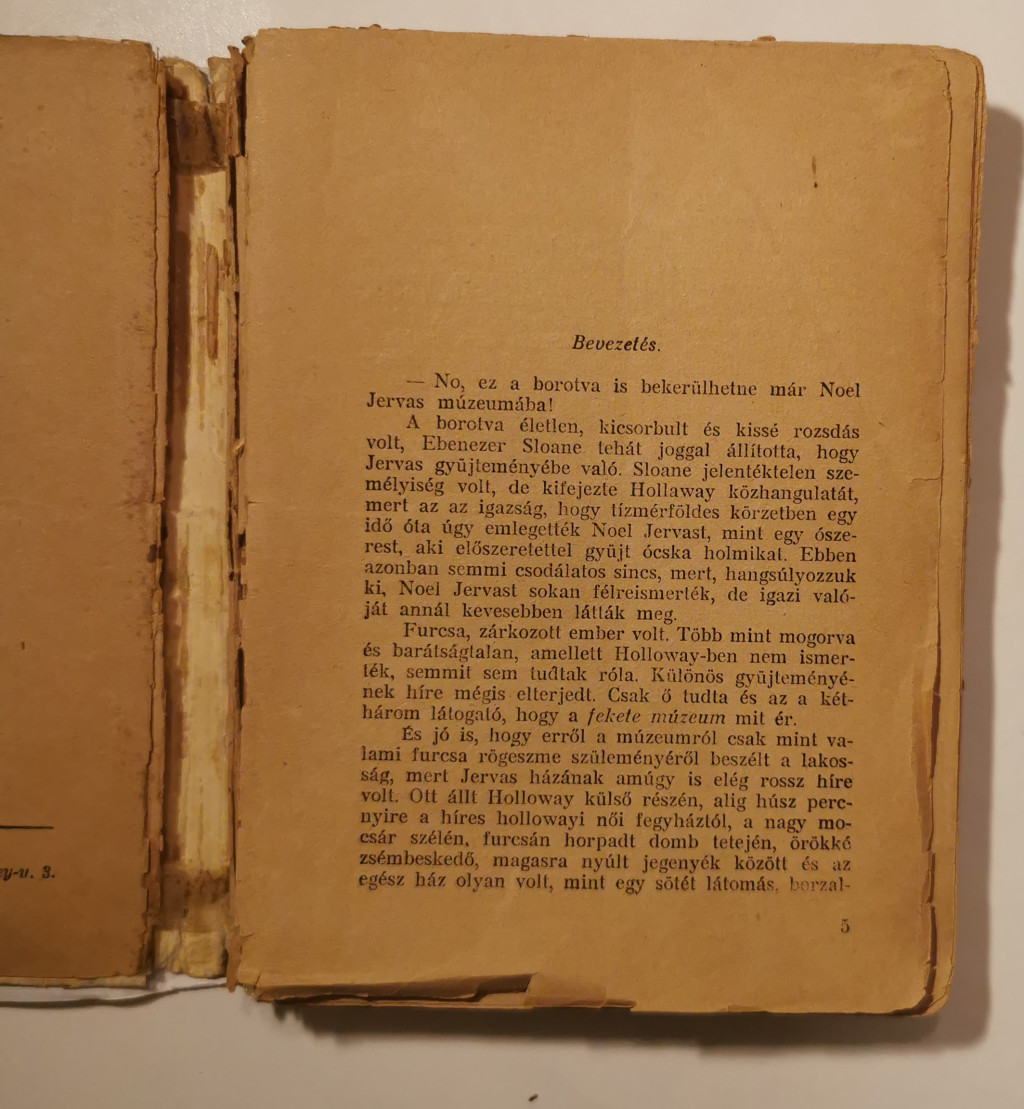 ey-u. 3.
Bevezetés.
— No, ez a borotva is bekerülhetne már Noel
Jervas múzeumába!
A borotva életlen, kicsorbult és kissé rozsdás
volt, Ebenezer Sloane tehát joggal állította, hogy
Jervas gyüjteményébe való. Sloane jelentéktelen sze-
mélyiség volt, de kifejezte Hollaway közhangulatát,
mert az az igazság, hogy tízmérföldes körzetben egy
idő óta úgy emlegették Noel Jervast, mint egy ósze-
rest, aki előszeretettel gyüjt ócska holmikat. Ebben
azonban semmi csodálatos sincs, mert, hangsúlyozzuk
ki, Noel Jervast sokan félreismerték, de igazi való-
ját annál kevesebben látták meg.
Furcsa, zárkozott ember volt. Több mint mogorva
és barátságtalan, amellett Holloway-ben nem ismer-
ték, semmit sem tudtak róla. Különös gyüjteményé-
nek híre mégis elterjedt. Csak ő tudta és az a két-
három látogató, hogy a fekete múzeum mit ér.
És jó is, hogy erről a múzeumról csak mint va-
lami furcsa rögeszme szüleményéről beszélt a lakos-
ság, mert Jervas házának amúgy is elég rossz híre
volt. Ott állt Holloway külső részén, alig húsz perc-
nyire a híres hollowayi női fegyháztól, a nagy mo-
csár szélén, furcsán horpadt domb tetején, örökké
zsémbeskedő, magasra nyúlt jegenyék között és az
egész ház olyan volt, mint egy sötét látomás, borzal-
5